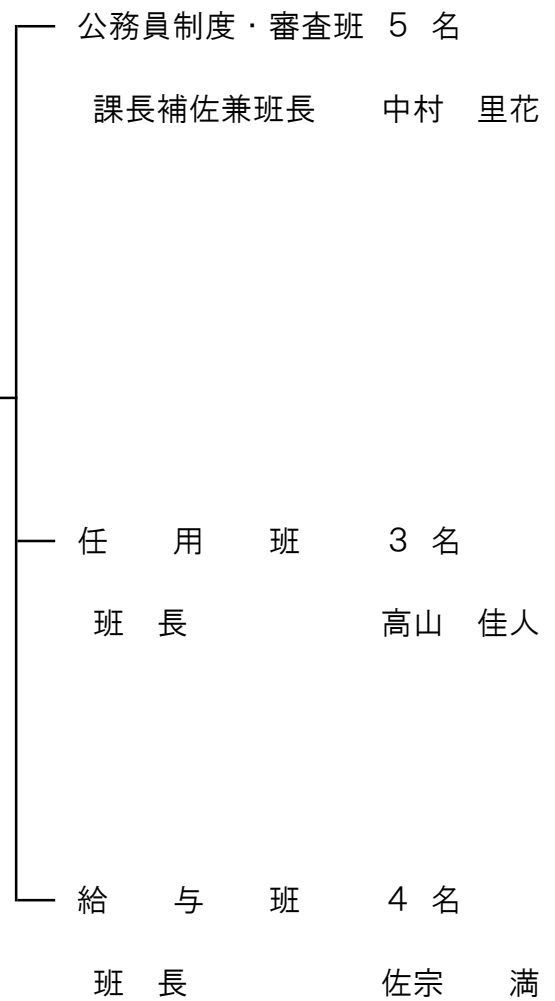 公務員制度・審査班 5 名
課長補佐兼班長　中村　里花
任　用　班　3 名
班　長　高山　佳人
給　与　班　4 名
班　長　佐宗　満